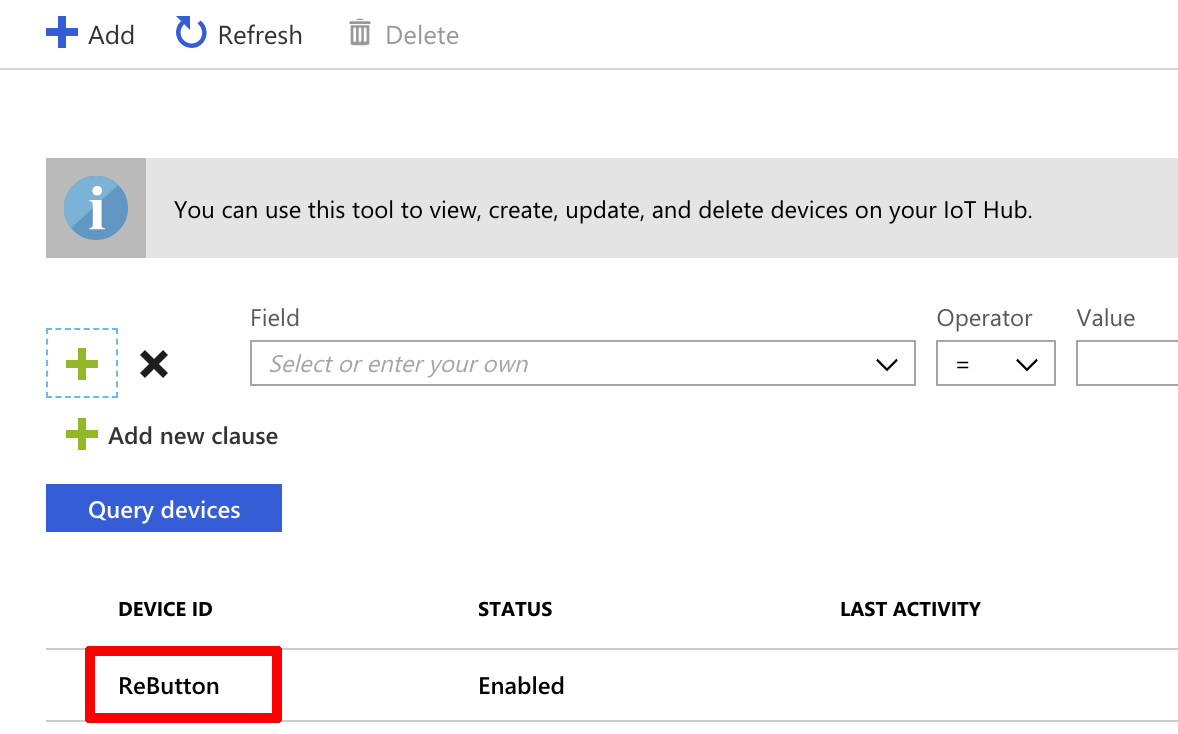 Add Refresh Delete
You can use this tool to view, create, update, and delete devices on your IoT Hub.
Field Operator Value
Select or enter your own =
Add new clause
Query devices
DEVICE ID STATUS LAST ACTIVITY
ReButton Enabled